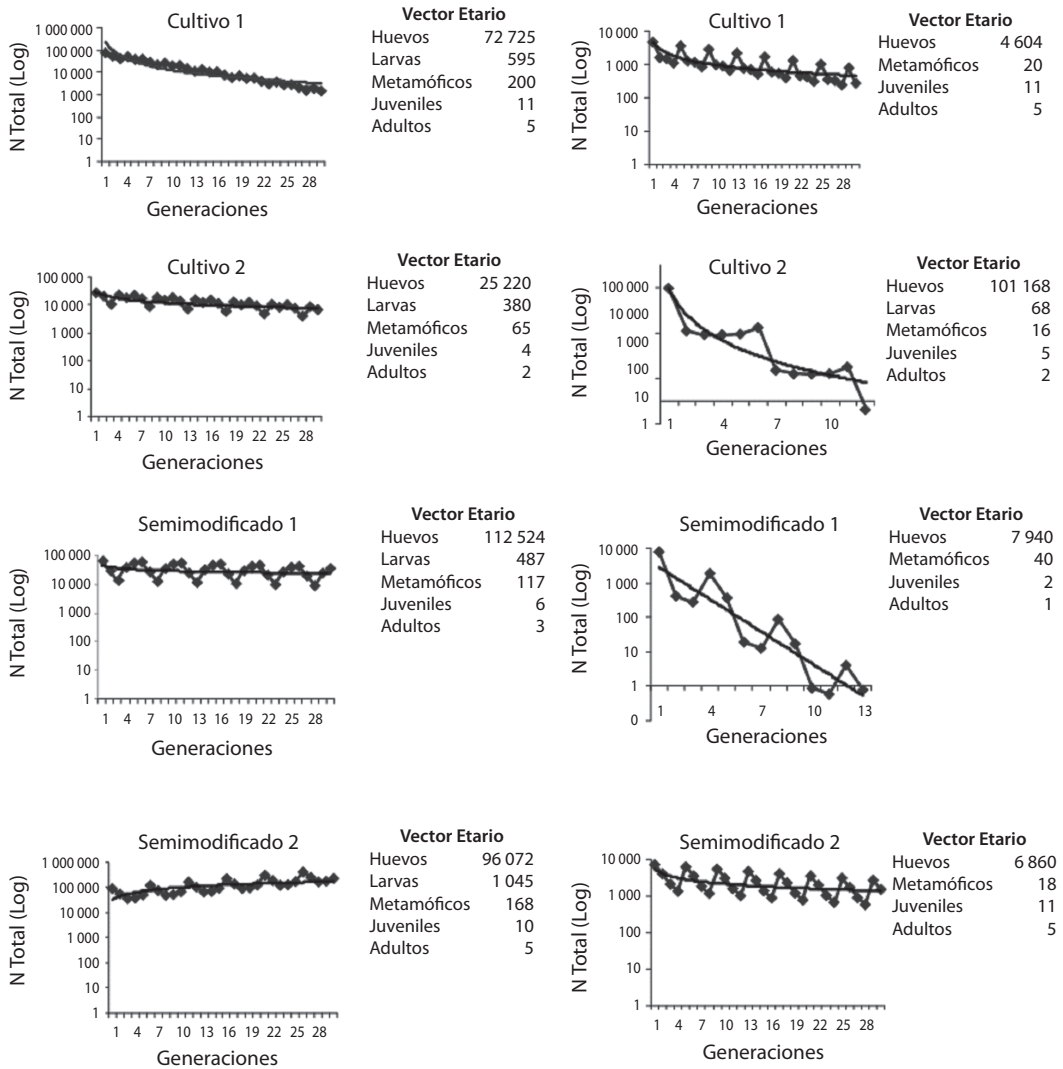 Cultivo 1
N Total (Log)
1 000 000
100 000
10 000
1 000
100
10
1
1 4 7 10 13 16 19 22 25 28
Generaciones
Vector Etario
Huevos 72 725
Larvas 595
Metamóficos 200
Juveniles 11
Adultos 5
Cultivo 1
N Total (Log)
10 000
1 000
100
10
1
1 4 7 10 13 16 19 22 25 28
Generaciones
Vector Etario
Huevos 4 604
Metamóficos 20
Juveniles 11
Adultos 5
Cultivo 2
N Total (Log)
100 000
10 000
1 000
100
10
1
1 4 7 10 13 16 19 22 25 28
Generaciones
Vector Etario
Huevos 25 220
Larvas 380
Metamóficos 65
Juveniles 4
Adultos 2
Cultivo 2
N Total (Log)
100 000
10 000
1 000
100
10
1
1 4 7 10
Generaciones
Vector Etario
Huevos 101 168
Larvas 68
Metamóficos 16
Juveniles 5
Adultos 2
Semimodificado 1
N Total (Log)
100 000
10 000
1 000
100
10
1
1 4 7 10 13 16 19 22 25 28
Generaciones
Vector Etario
Huevos 112 524
Larvas 487
Metamóficos 117
Juveniles 6
Adultos 3
Semimodificado 1
N Total (Log)
10 000
1 000
100
10
1
0
1 4 7 10 13
Generaciones
Vector Etario
Huevos 7 940
Metamóficos 40
Juveniles 2
Adultos 1
Semimodificado 2
N Total (Log)
1 000 000
100 000
10 000
1 000
100
10
1
1 4 7 10 13 16 19 22 25 28
Generaciones
Vector Etario
Huevos 96 072
Larvas 1 045
Metamóficos 168
Juveniles 10
Adultos 5
Semimodificado 2
N Total (Log)
10 000
1 000
100
10
1
1 4 7 10 13 16 19 22 25 28
Generaciones
Vector Etario
Huevos 6 860
Metamóficos 18
Juveniles 11
Adultos 5